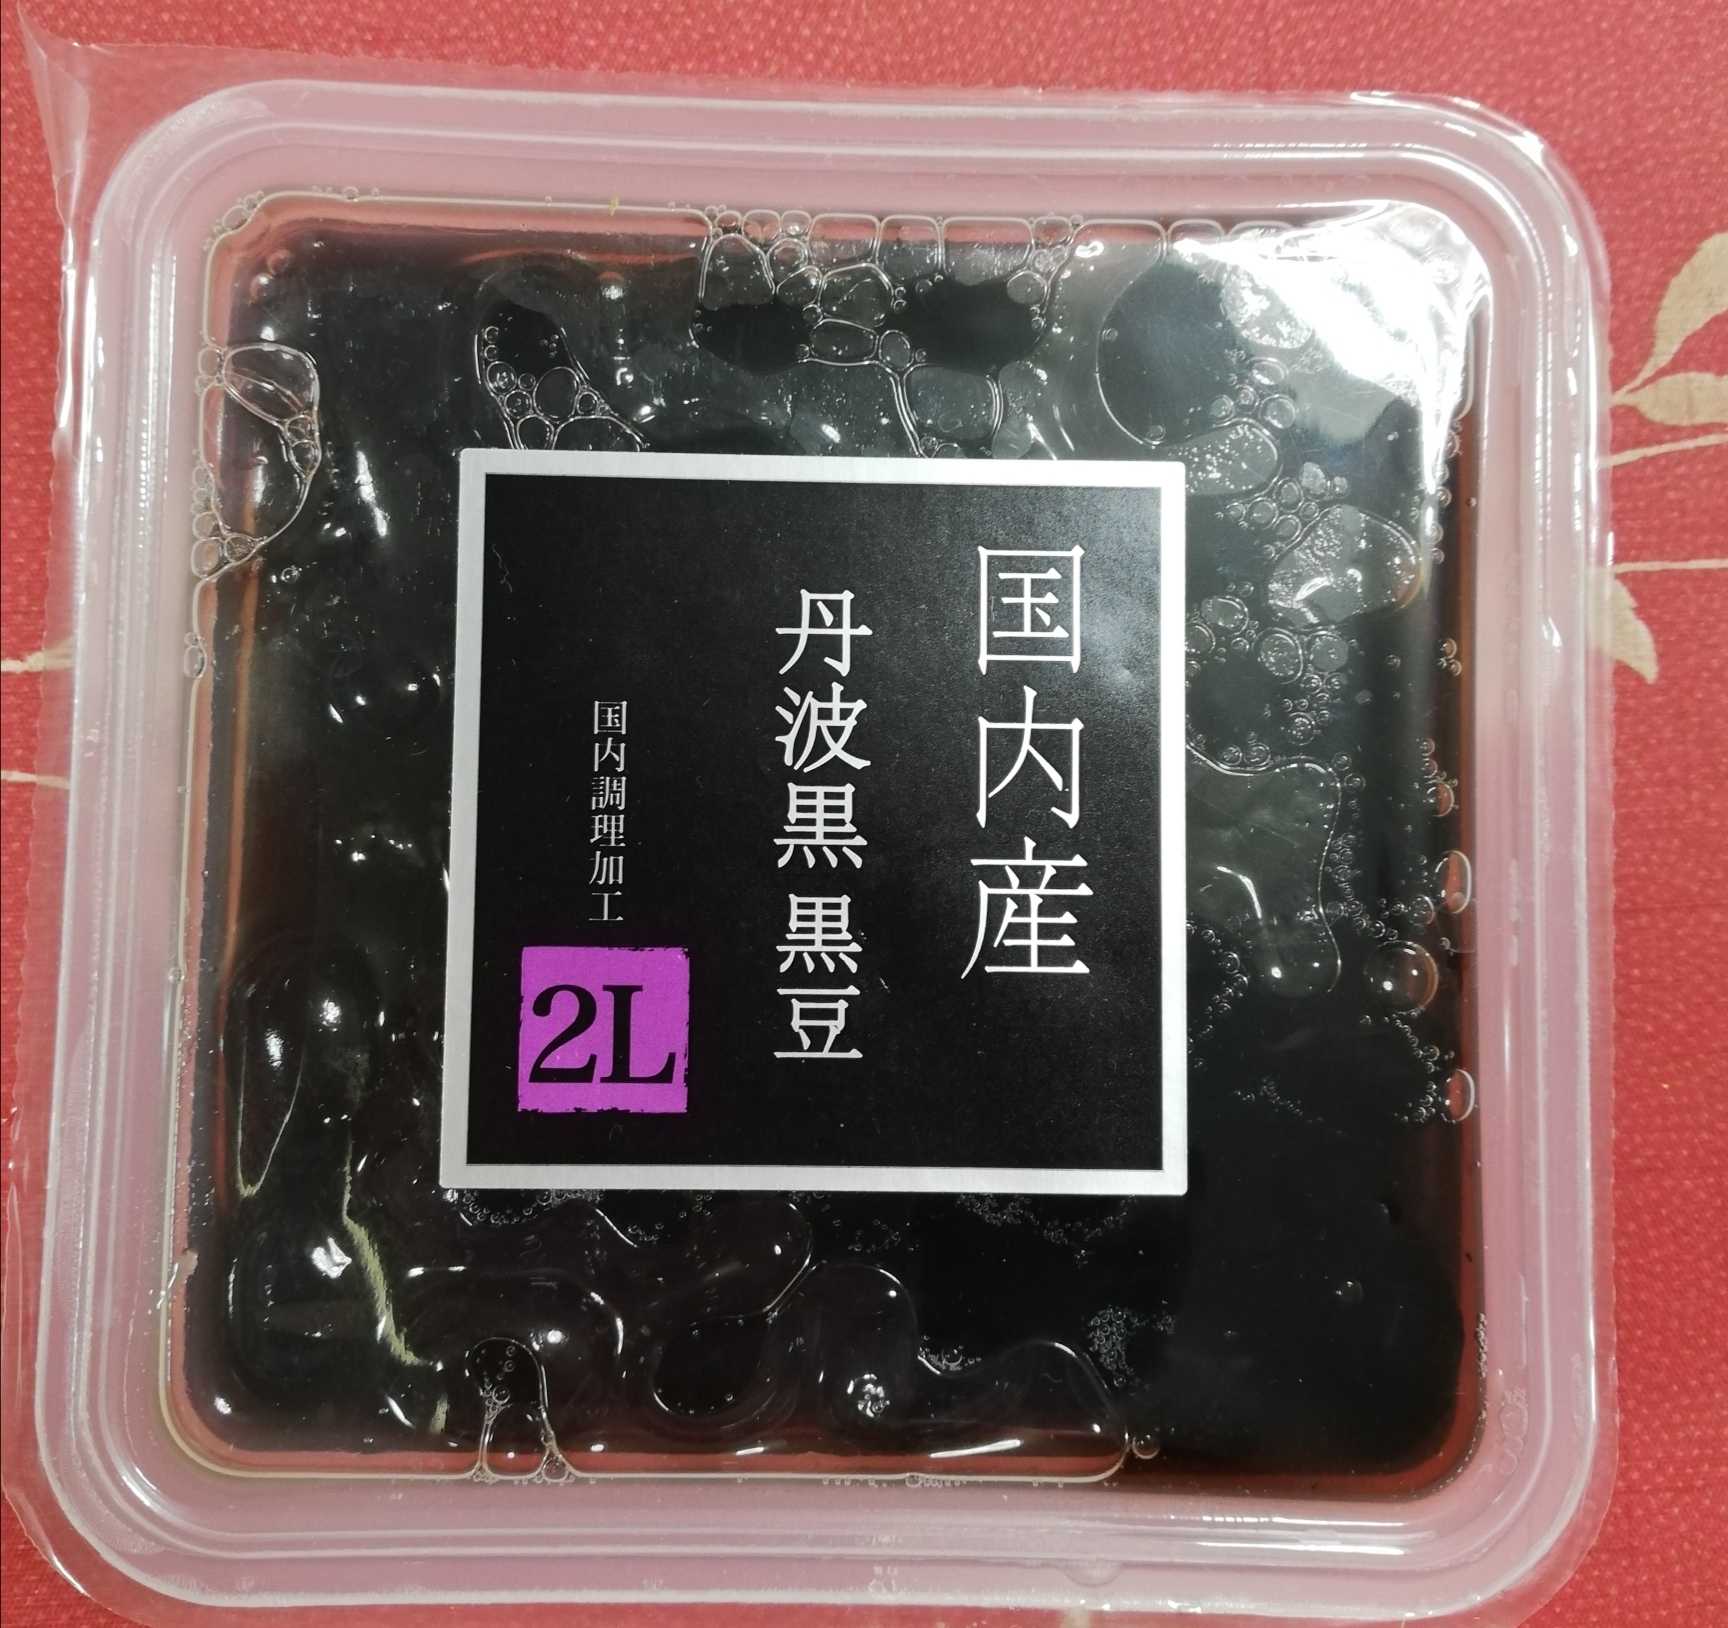 国内産
丹波黒 黒豆
国内調理加工
2L